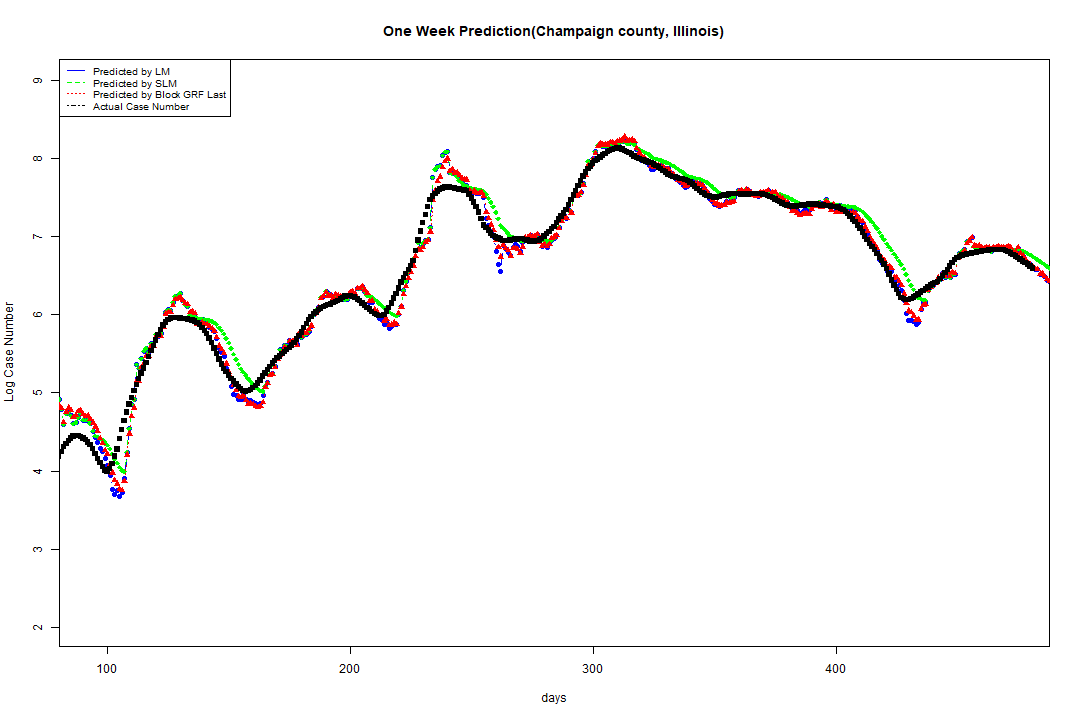 One Week Prediction(Champaign county, Illinois)
Predicted by LM
Predicted by SLM
Predicted by Block GRF Last
Actual Case Number
9
8
7
6
5
4
3
2
Log Case Number
100 200 300 400
days